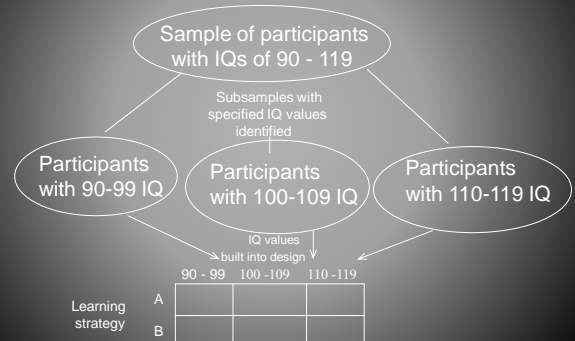 Sample of participants
with IQs of 90 - 119
Subsamples with
specified IQ values
identified
Participants
with 90-99 IQ
Participants
with 100-109 IQ
Participants
with 110-119 IQ
IQ values
built into design
90 - 99 100 -109 110 -119
Learning
strategy
A
B